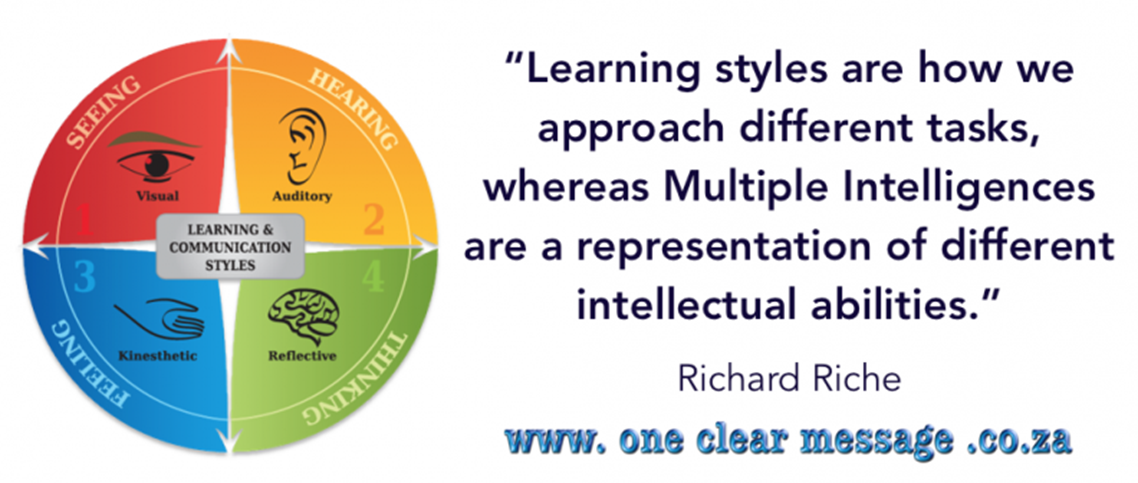 SEEING
HEARING
Visual
Auditory
1
2
LEARNING &
COMMUNICATION
STYLES
3
4
Kinesthetic
Reflective
FEELING
THINKING
“Learning styles are how we
approach different tasks,
whereas Multiple Intelligences
are a representation of different
intellectual abilities.”
Richard Riche
www. one clear message .co.za